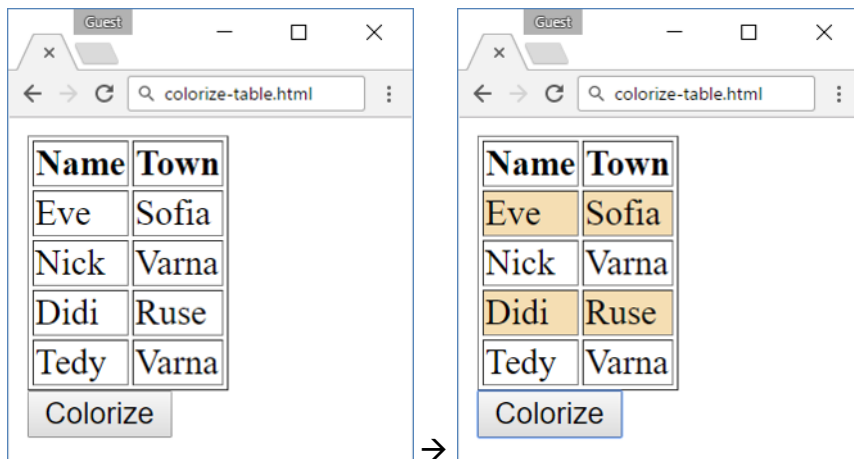 Guest
colorize-table.html
Name Town
Eve Sofia
Nick Varna
Didi Ruse
Tedy Varna
Colorize
→
Guest
colorize-table.html
Name Town
Eve Sofia
Nick Varna
Didi Ruse
Tedy Varna
Colorize